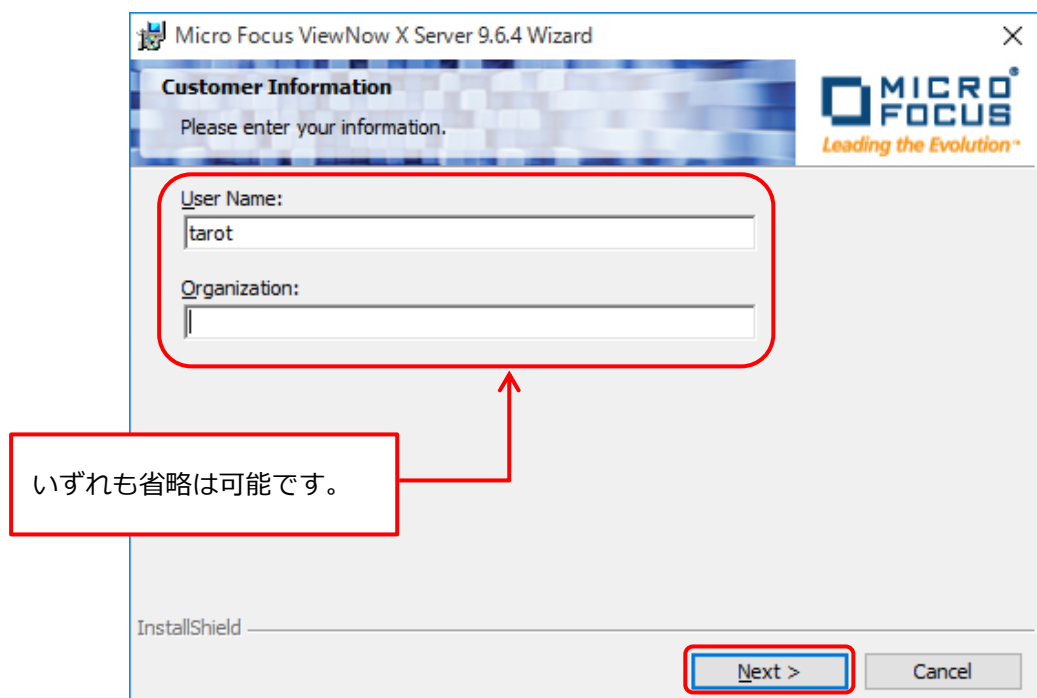 Micro Focus ViewNow X Server 9.6.4 Wizard
Customer Information
Please enter your information.
MICRO
FOCUS
Leading the Evolution™
User Name:
tarot
Organization:
いずれも省略は可能です。
InstallShield
Next >
Cancel